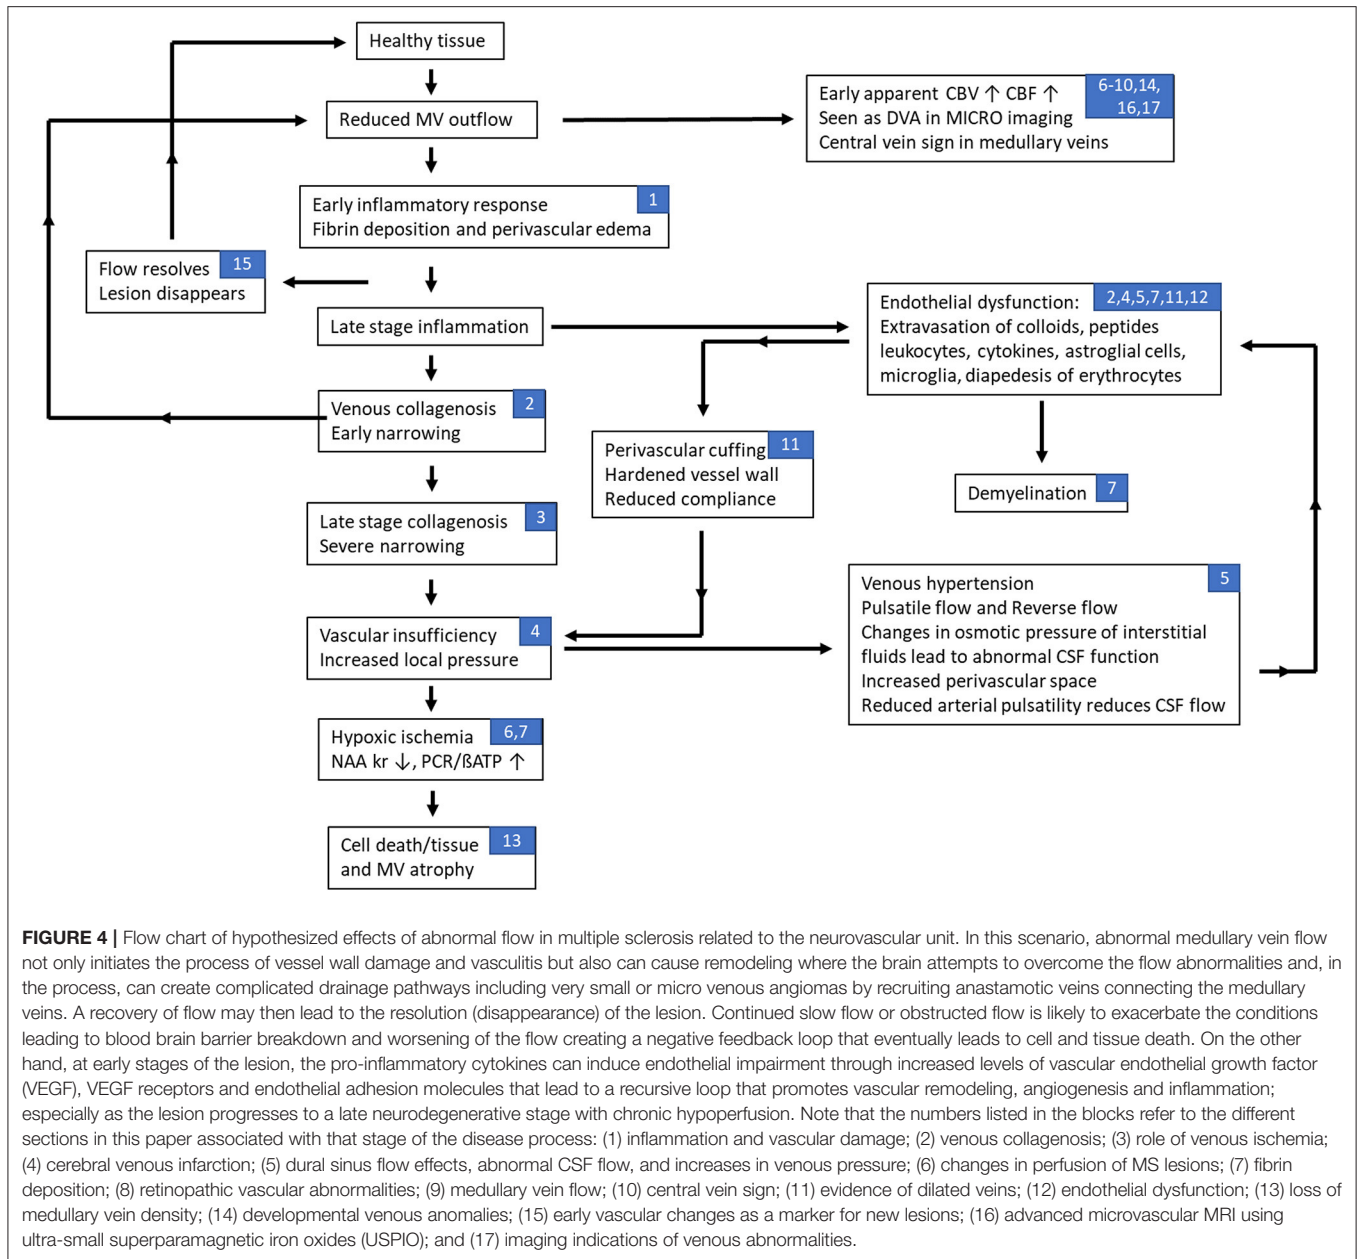 Healthy tissue
Reduced MV outflow
Early apparent CBV ↑ CBF ↑
6-10,14,
16,17
Seen as DVA in MICRO imaging
Central vein sign in medullary veins
Early inflammatory response
1
Fibrin deposition and perivascular edema
Flow resolves
15
Lesion disappears
Late stage inflammation
Endothelial dysfunction:
2,4,5,7,11,12
Extravasation of colloids, peptides
leukocytes, cytokines, astroglial cells,
microglia, diapedesis of erythrocytes
Venous collagenosis
2
Early narrowing
Perivascular cuffing
11
Hardened vessel wall
Reduced compliance
Demyelination
7
Late stage collagenosis
3
Severe narrowing
Venous hypertension
5
Pulsatile flow and Reverse flow
Changes in osmotic pressure of interstitial
fluids lead to abnormal CSF function
Increased perivascular space
Reduced arterial pulsatility reduces CSF flow
Vascular insufficiency
4
Increased local pressure
Hypoxic ischemia
6,7
NAA kr ↓, PCR/ßATP ↑
Cell death/tissue
13
and MV atrophy
FIGURE 4 | Flow chart of hypothesized effects of abnormal flow in multiple sclerosis related to the neurovascular unit. In this scenario, abnormal medullary vein flow
not only initiates the process of vessel wall damage and vasculitis but also can cause remodeling where the brain attempts to overcome the flow abnormalities and, in
the process, can create complicated drainage pathways including very small or micro venous angiomas by recruiting anastamotic veins connecting the medullary
veins. A recovery of flow may then lead to the resolution (disappearance) of the lesion. Continued slow flow or obstructed flow is likely to exacerbate the conditions
leading to blood brain barrier breakdown and worsening of the flow creating a negative feedback loop that eventually leads to cell and tissue death. On the other
hand, at early stages of the lesion, the pro-inflammatory cytokines can induce endothelial impairment through increased levels of vascular endothelial growth factor
(VEGF), VEGF receptors and endothelial adhesion molecules that lead to a recursive loop that promotes vascular remodeling, angiogenesis and inflammation;
especially as the lesion progresses to a late neurodegenerative stage with chronic hypoperfusion. Note that the numbers listed in the blocks refer to the different
sections in this paper associated with that stage of the disease process: (1) inflammation and vascular damage; (2) venous collagenosis; (3) role of venous ischemia;
(4) cerebral venous infarction; (5) dural sinus flow effects, abnormal CSF flow, and increases in venous pressure; (6) changes in perfusion of MS lesions; (7) fibrin
deposition; (8) retinopathic vascular abnormalities; (9) medullary vein flow; (10) central vein sign; (11) evidence of dilated veins; (12) endothelial dysfunction; (13) loss of
medullary vein density; (14) developmental venous anomalies; (15) early vascular changes as a marker for new lesions; (16) advanced microvascular MRI using
ultra-small superparamagnetic iron oxides (USPIO); and (17) imaging indications of venous abnormalities.